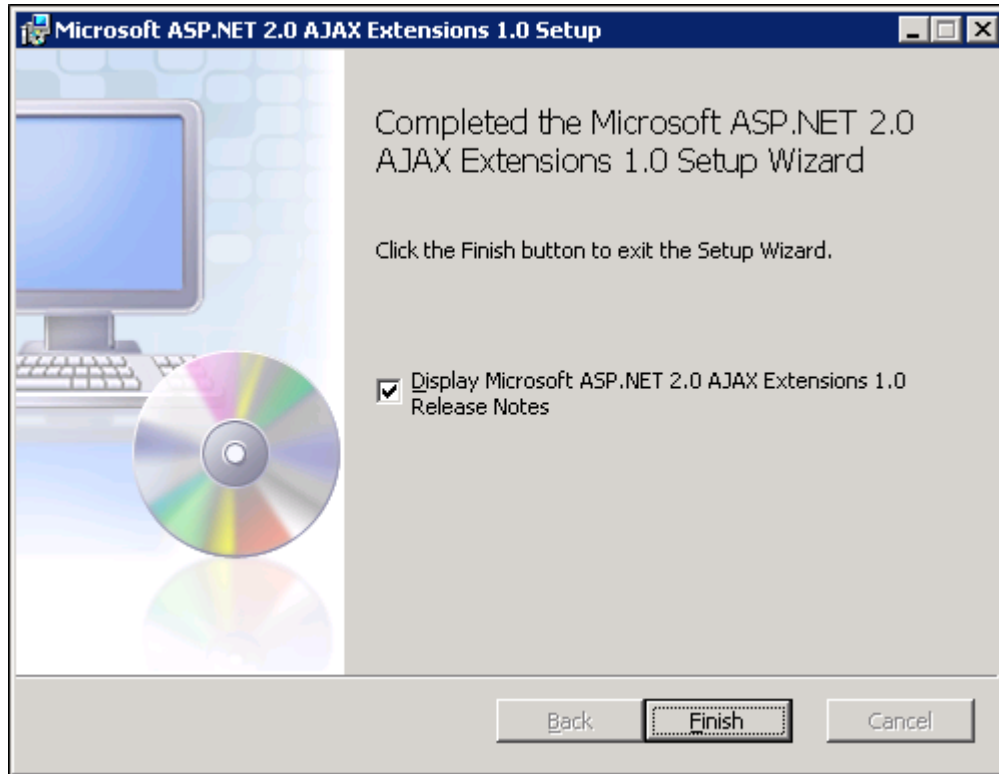 Microsoft ASP.NET 2.0 AJAX Extensions 1.0 Setup
Completed the Microsoft ASP.NET 2.0
AJAX Extensions 1.0 Setup Wizard
Click the Finish button to exit the Setup Wizard.
Display Microsoft ASP.NET 2.0 AJAX Extensions 1.0
Release Notes
Back
Finish
Cancel